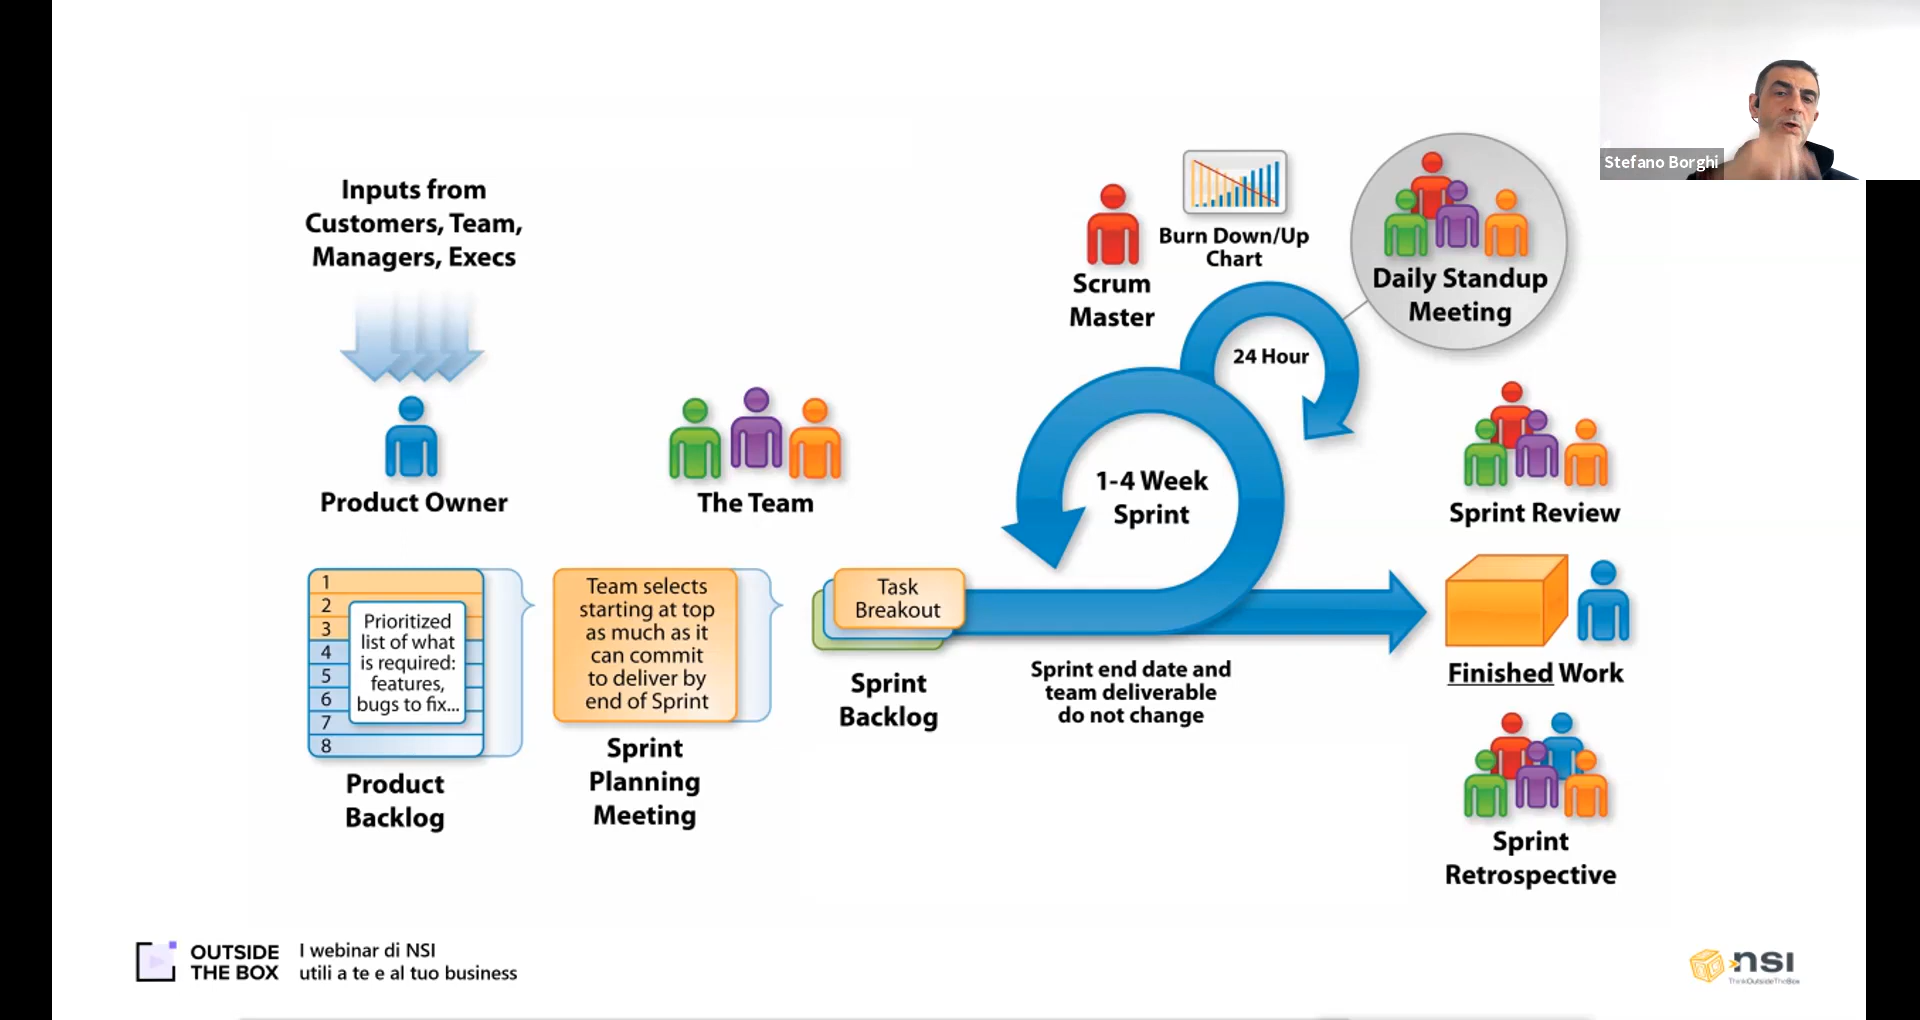 Stefano Borghi
Inputs from
Customers, Team,
Managers, Execs
Product Owner
The Team
Scrum
Master
Burn Down/Up
Chart
24 Hour
Daily Standup
Meeting
1-4 Week
Sprint
Sprint Review
1
2
3
4
5
6
7
8
Prioritized
list of what
is required:
features,
bugs to fix...
Product
Backlog
Team selects
starting at top
as much as it
can commit
to deliver by
end of Sprint
Sprint
Planning
Meeting
Task
Breakout
Sprint
Backlog
Sprint end date and
team deliverable
do not change
Finished Work
Sprint
Retrospective
OUTSIDE
THE BOX
I webinar di NSI
utili a te e al tuo business
nsi
ThinkOutsideTheBox